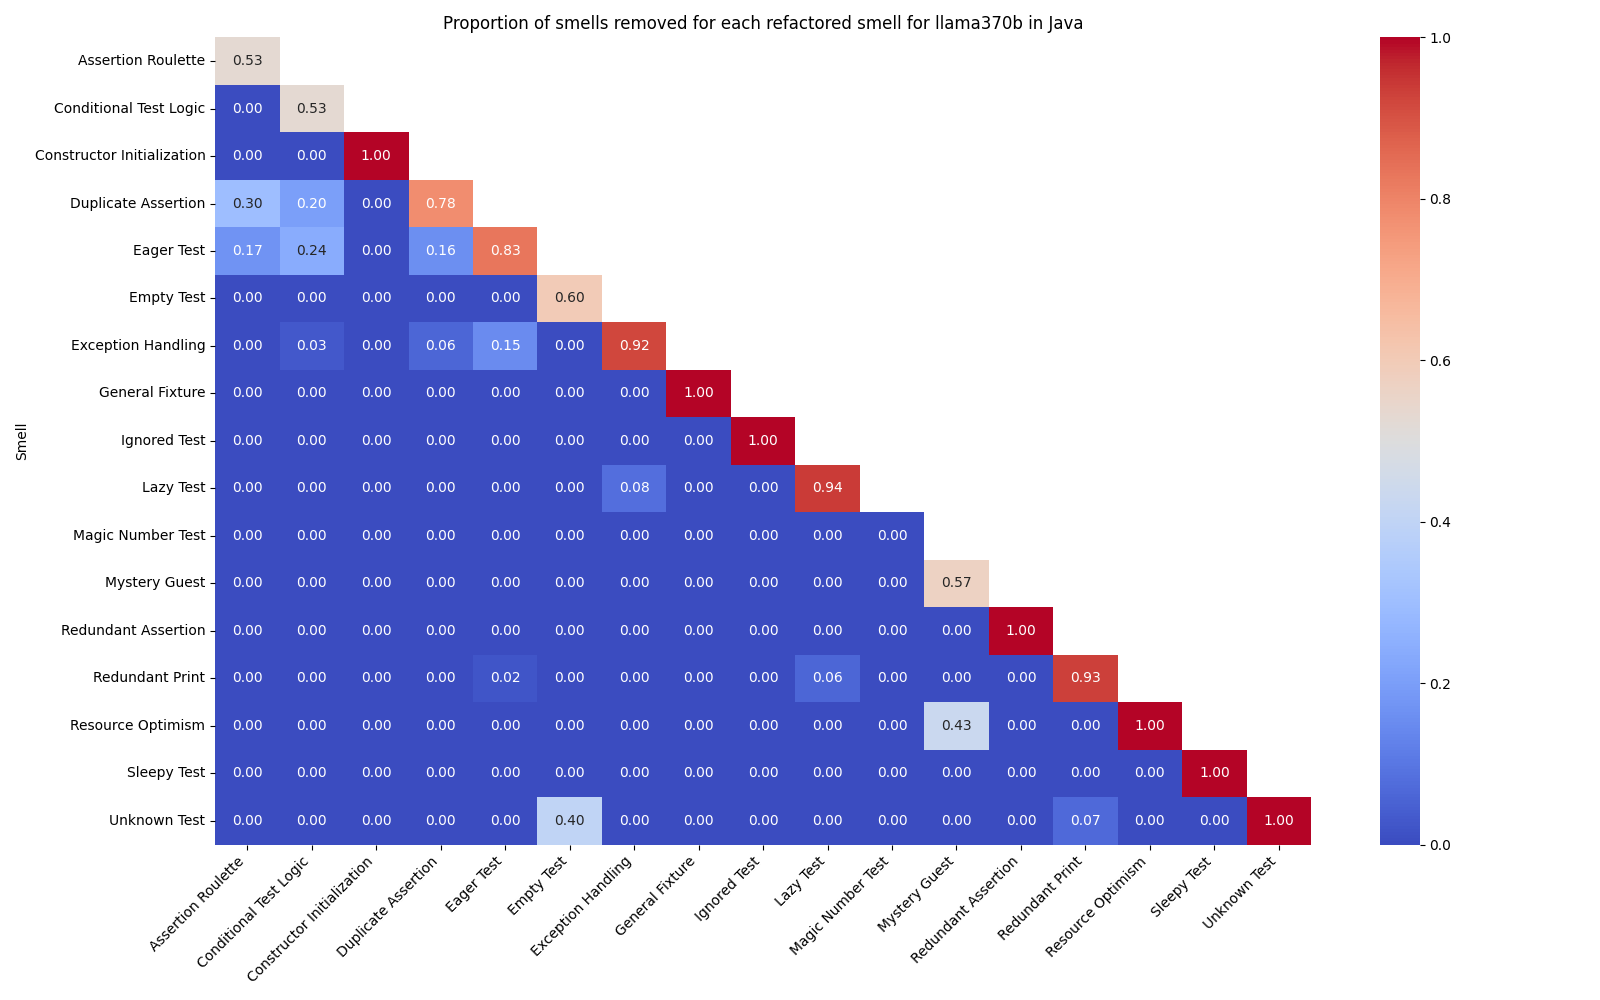 Proportion of smells removed for each refactored smell for llama370b in Java
Assertion Roulette 0.53
Conditional Test Logic 0.00 0.53
Constructor Initialization 0.00 0.00 1.00
Duplicate Assertion 0.30 0.20 0.00 0.78
Eager Test 0.17 0.24 0.00 0.16 0.83
Empty Test 0.00 0.00 0.00 0.00 0.00 0.60
Exception Handling 0.00 0.03 0.00 0.06 0.15 0.00 0.92
General Fixture 0.00 0.00 0.00 0.00 0.00 0.00 0.00 1.00
Ignored Test 0.00 0.00 0.00 0.00 0.00 0.00 0.00 0.00 1.00
Lazy Test 0.00 0.00 0.00 0.00 0.00 0.00 0.08 0.00 0.00 0.94
Magic Number Test 0.00 0.00 0.00 0.00 0.00 0.00 0.00 0.00 0.00 0.00 0.00
Mystery Guest 0.00 0.00 0.00 0.00 0.00 0.00 0.00 0.00 0.00 0.00 0.00 0.57
Redundant Assertion 0.00 0.00 0.00 0.00 0.00 0.00 0.00 0.00 0.00 0.00 0.00 0.00 1.00
Redundant Print 0.00 0.00 0.00 0.00 0.02 0.00 0.00 0.00 0.00 0.06 0.00 0.00 0.00 0.93
Resource Optimism 0.00 0.00 0.00 0.00 0.00 0.00 0.00 0.00 0.00 0.00 0.00 0.43 0.00 0.00 1.00
Sleepy Test 0.00 0.00 0.00 0.00 0.00 0.00 0.00 0.00 0.00 0.00 0.00 0.00 0.00 0.00 0.00 1.00
Unknown Test 0.00 0.00 0.00 0.00 0.00 0.40 0.00 0.00 0.00 0.00 0.00 0.00 0.00 0.07 0.00 0.00 1.00
Smell
Assertion Roulette
Conditional Test Logic
Constructor Initialization
Duplicate Assertion
Eager Test
Empty Test
Exception Handling
General Fixture
Ignored Test
Lazy Test
Magic Number Test
Mystery Guest
Redundant Assertion
Redundant Print
Resource Optimism
Sleepy Test
Unknown Test
1.0
0.8
0.6
0.4
0.2
0.0